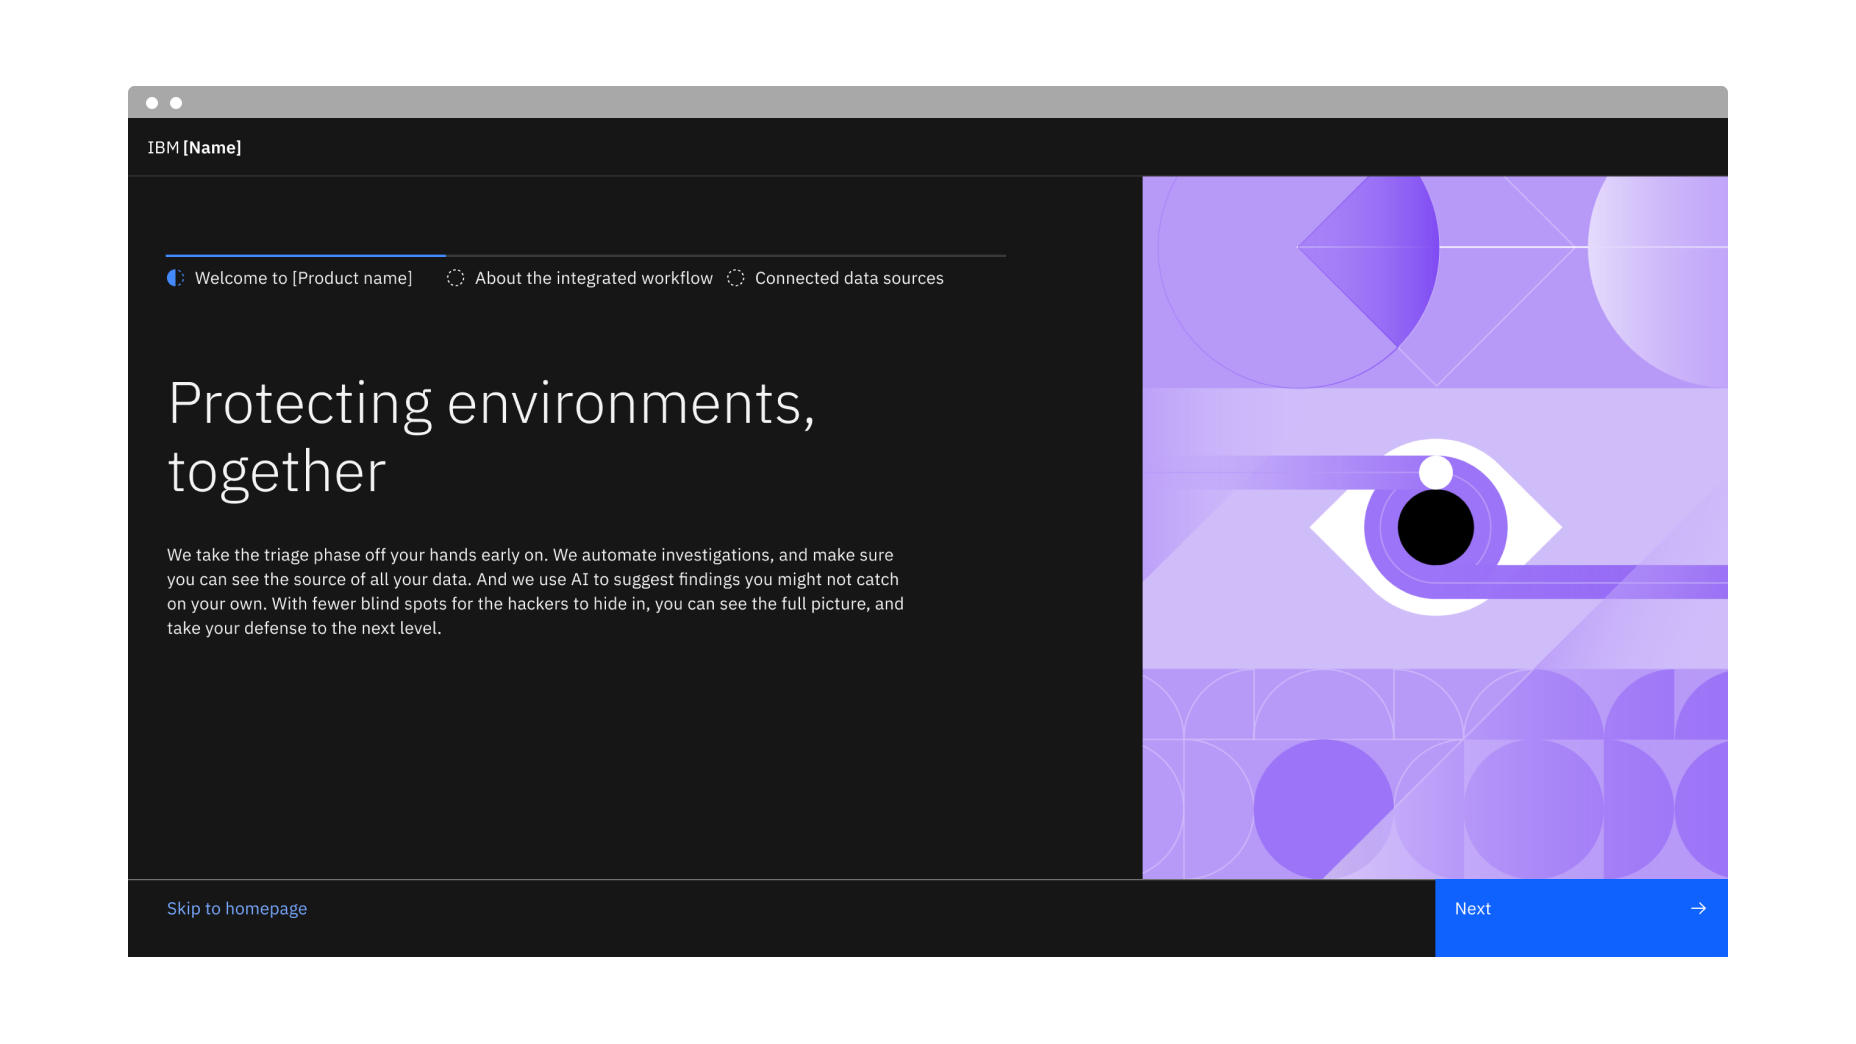 IBM [Name]
Welcome to [Product name]
About the integrated workflow
Connected data sources
Protecting environments,
together
We take the triage phase off your hands early on. We automate investigations, and make sure
you can see the source of all your data. And we use AI to suggest findings you might not catch
on your own. With fewer blind spots for the hackers to hide in, you can see the full picture, and
take your defense to the next level.
Skip to homepage
Next